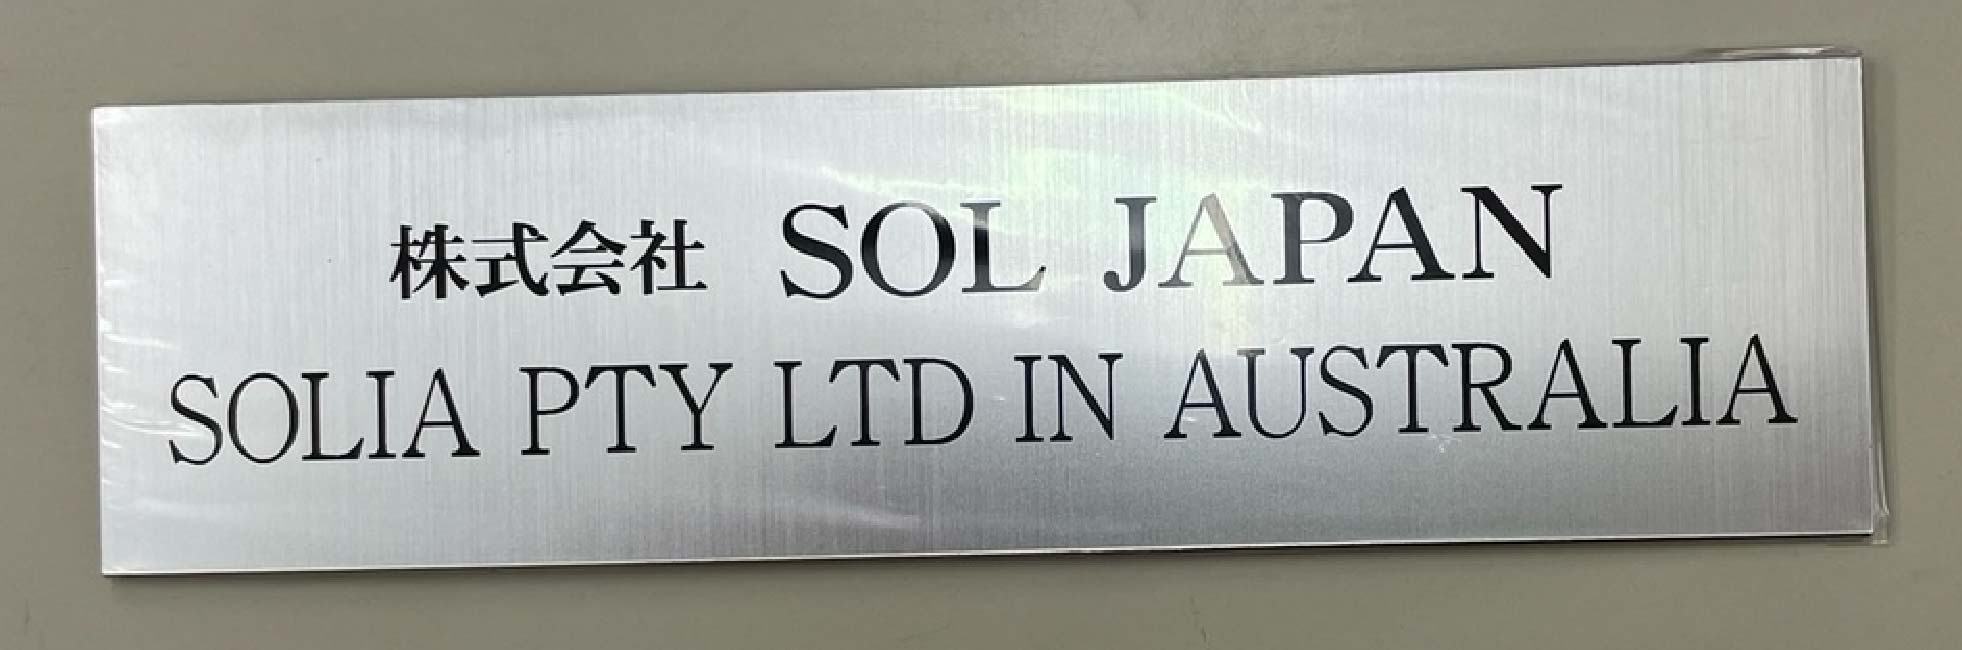 株式会社 SOL JAPAN
SOLIA PTY LTD IN AUSTRALIA